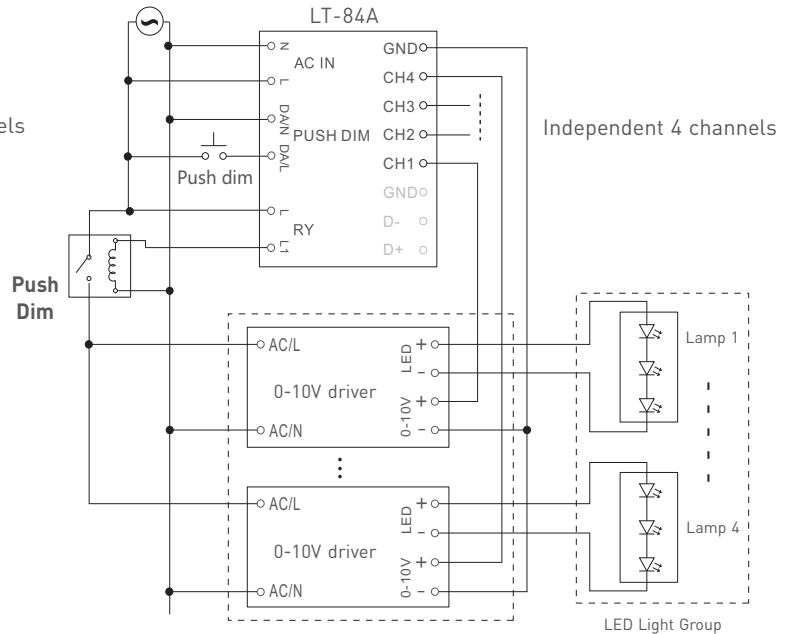 LT-84A
N
AC IN
L
DA/N
PUSH DIM
DA/L
L
RY
L1
GND
CH4
CH3
CH2
CH1
GND
D-
D+
els
Independent 4 channels
Push dim
Push
Dim
AC/L
0-10V driver
AC/N
LED
+
-
0-10V
+
-
Lamp 1
AC/L
0-10V driver
AC/N
LED
+
-
0-10V
+
-
Lamp 4
LED Light Group